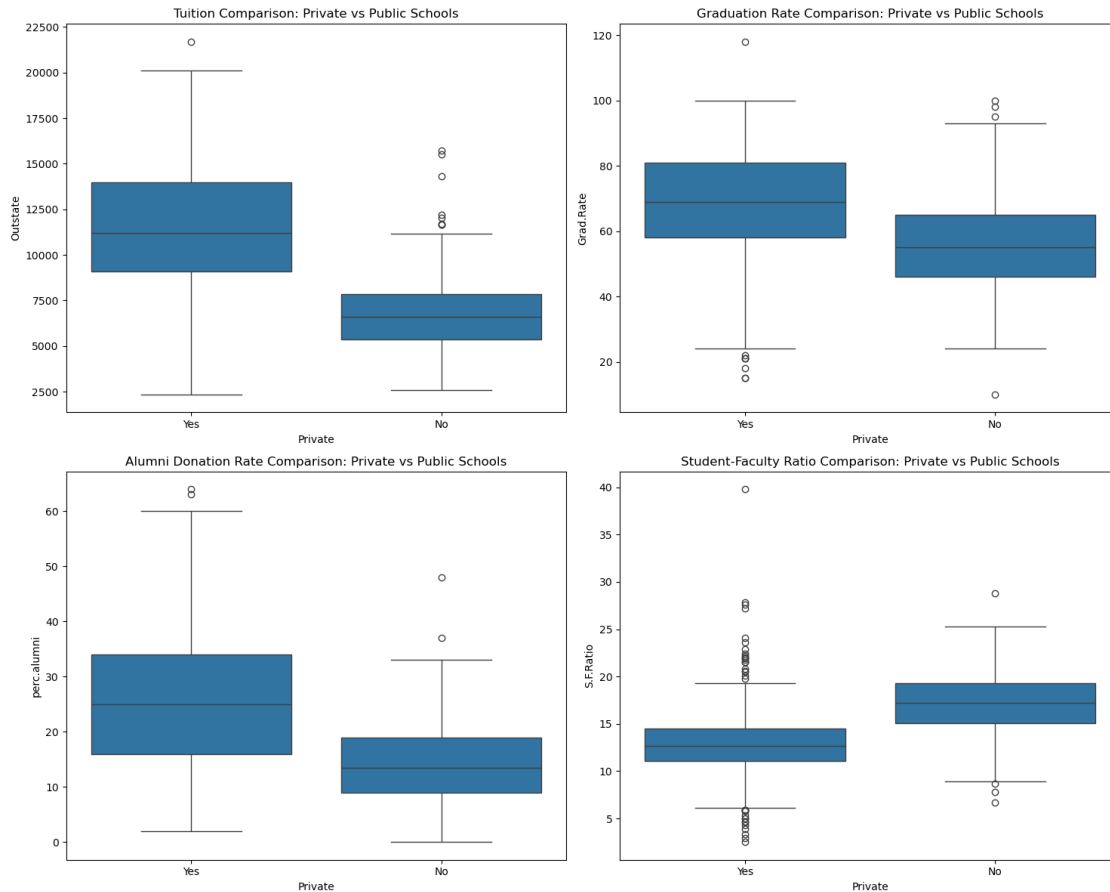 Tuition Comparison: Private vs Public Schools
22500
20000
17500
15000
12500
10000
7500
5000
2500
Outstate
Yes
No
Private
Graduation Rate Comparison: Private vs Public Schools
120
100
80
60
40
20
Grad.Rate
Yes
No
Private
Alumni Donation Rate Comparison: Private vs Public Schools
60
50
40
30
20
10
0
perc.alumni
Yes
No
Private
Student-Faculty Ratio Comparison: Private vs Public Schools
40
35
30
25
20
15
10
5
S.F.Ratio
Yes
No
Private